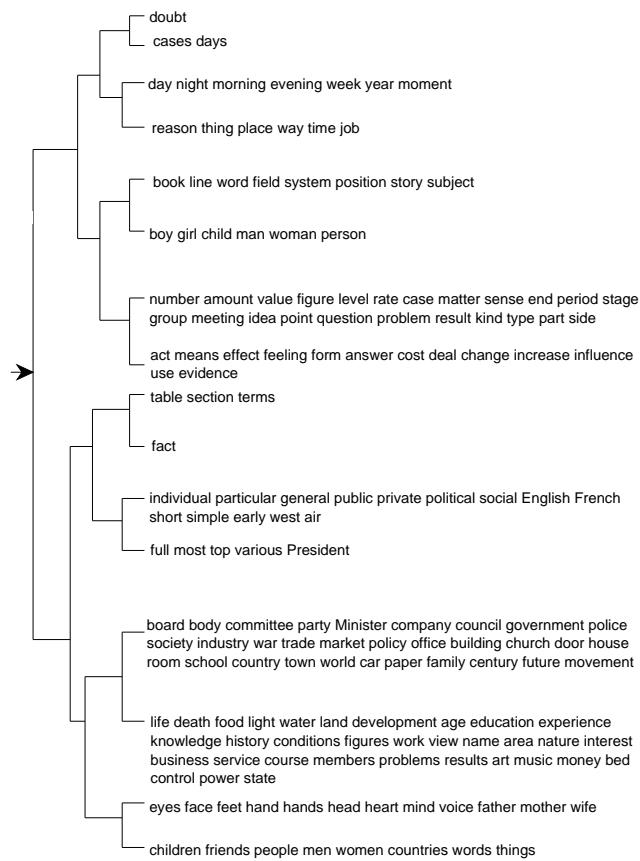 doubt
cases days
day night morning evening week year moment
reason thing place way time job
book line word field system position story subject
boy girl child man woman person
number amount value figure level rate case matter sense end period stage
group meeting idea point question problem result kind type part side
act means effect feeling form answer cost deal change increase influence
use evidence
table section terms
fact
individual particular general public private political social English French
short simple early west air
full most top various President
board body committee party Minister company council government police
society industry war trade market policy office building church door house
room school country town world car paper family century future movement
life death food light water land development age education experience
knowledge history conditions figures work view name area nature interest
business service course members problems results art music money bed
control power state
eyes face feet hand hands head heart mind voice father mother wife
children friends people men women countries words things